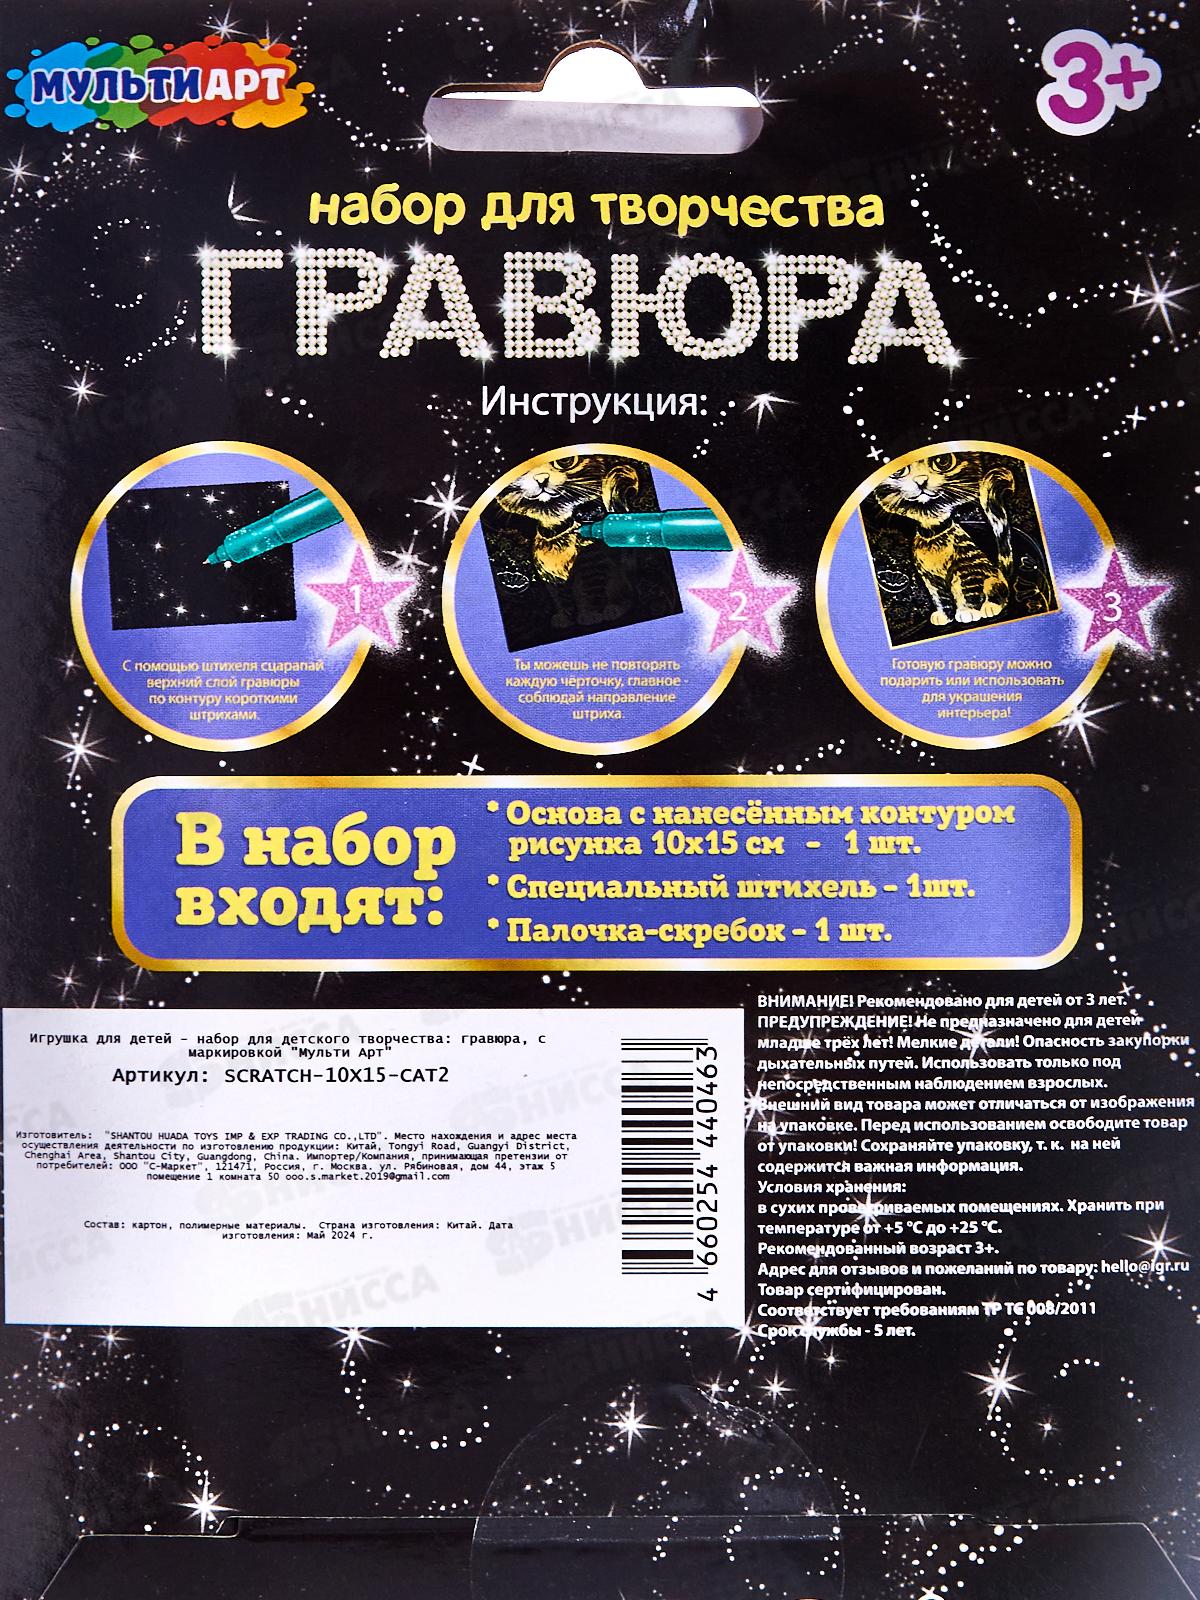 МУЛЬТИАРТ
3+
набор для творчества
ГРАВЮРА
Инструкция:
1
С помощью штихеля сцарапай
верхний слой гравюры
по контуру короткими
штрихами.
2
Ты можешь не повторять
каждую чёрточку, главное -
соблюдай направление
штриха.
3
Готовую гравюру можно
подарить или использовать
для украшения
интерьера!
В набор
входят:
* Основа с нанесённым контуром
рисунка 10х15 см - 1 шт.
* Специальный штихель - 1шт.
* Палочка-скребок - 1 шт.
Игрушка для детей - набор для детского творчества: гравюра, с
маркировкой "Мульти Арт"
Артикул: SCRATCH-10X15-CAT2
Изготовитель: "SHANTOU HUADA TOYS IMP & EXP TRADING CO.,LTD". Место нахождения и адрес места
осуществления деятельности по изготовлению продукции: Китай, Tongyi Road, Guangyi District,
Chenghai Area, Shantou City, Guangdong, China. Импортер/Компания, принимающая претензии от
потребителей: ООО "С-Маркет", 121471, Россия, г. Москва. ул. Рябиновая, дом 44, этаж 5
помещение 1 комната 50 ooo.s.market.2019@gmail.com
Состав: картон, полимерные материалы. Страна изготовления: Китай. Дата
изготовления: Май 2024 г.
4 660254 440463
ВНИМАНИЕ! Рекомендовано для детей от 3 лет.
ПРЕДУПРЕЖДЕНИЕ! Не предназначено для детей
младше трёх лет! Мелкие детали! Опасность закупорки
дыхательных путей. Использовать только под
непосредственным наблюдением взрослых.
Внешний вид товара может отличаться от изображения
на упаковке. Перед использованием освободите товар
от упаковки! Сохраняйте упаковку, т. к. на ней
содержится важная информация.
Условия хранения:
в сухих проветриваемых помещениях. Хранить при
температуре от +5 °С до +25 °С.
Рекомендованный возраст 3+.
Адрес для отзывов и пожеланий по товару: hello@igr.ru
Товар сертифицирован.
Соответствует требованиям ТР ТС 008/2011
Срок службы - 5 лет.